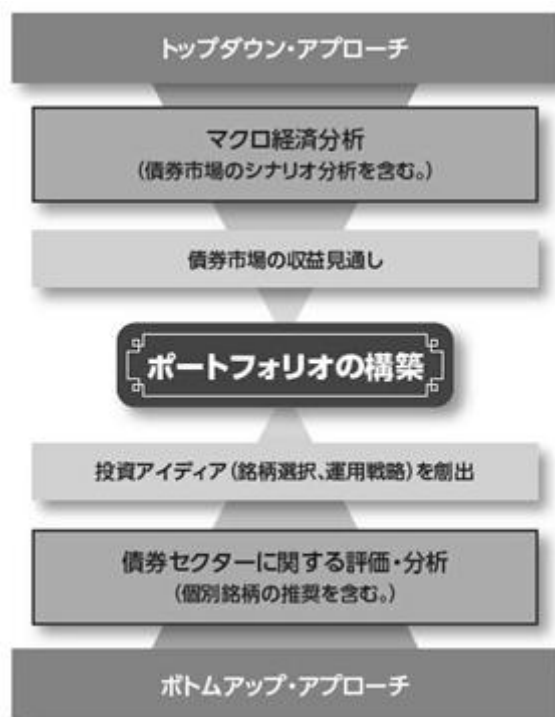 トップダウン・アプローチ
マクロ経済分析
(債券市場のシナリオ分析を含む。)
債券市場の収益見通し
ポートフォリオの構築
投資アイディア(銘柄選択、運用戦略)を創出
債券セクターに関する評価・分析
(個別銘柄の推奨を含む。)
ボトムアップ・アプローチ